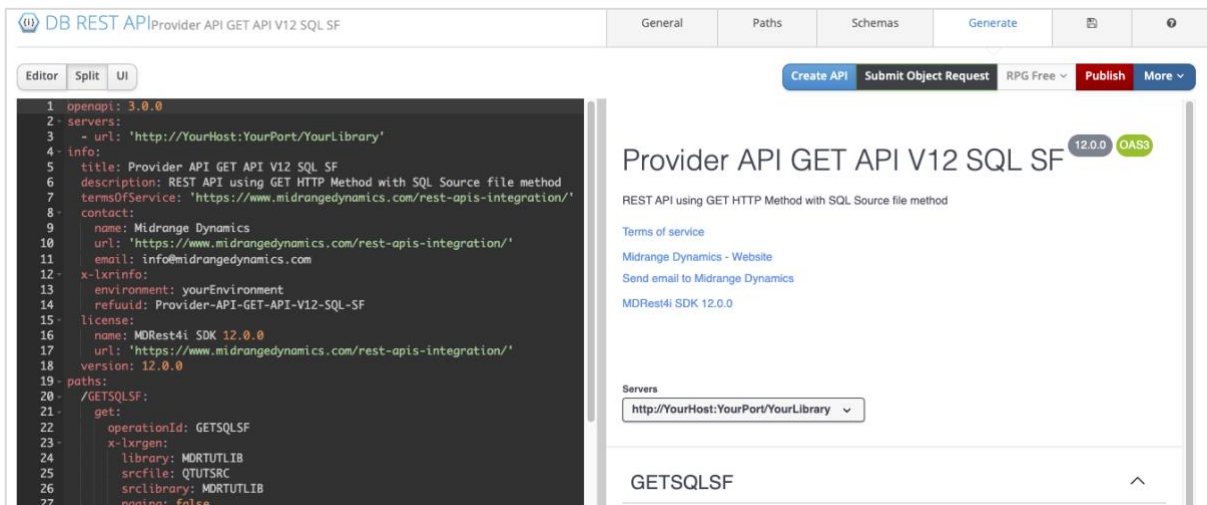 DB REST API Provider API GET API V12 SQL SF
General Paths Schemas Generate
Editor Split UI
Create API Submit Object Request RPG Free Publish More
1 openapi: 3.0.0
2 servers:
3 - url: 'http://YourHost:YourPort/YourLibrary'
4 info:
5 title: Provider API GET API V12 SQL SF
6 description: REST API using GET HTTP Method with SQL Source file method
7 termsOfService: 'https://www.midrangedynamics.com/rest-apis-integration/'
8 contact:
9 name: Midrange Dynamics
10 url: 'https://www.midrangedynamics.com/rest-apis-integration/'
11 email: info@midrangedynamics.com
12 x-lxrinfo:
13 environment: yourEnvironment
14 refuuid: Provider-API-GET-API-V12-SQL-SF
15 license:
16 name: MDRest4i SDK 12.0.0
17 url: 'https://www.midrangedynamics.com/rest-apis-integration/'
18 version: 12.0.0
19 paths:
20 /GETSQLSF:
21 get:
22 operationId: GETSQLSF
23 x-lxrgen:
24 library: MDRTUTLIB
25 srcfile: QTUTSRC
26 srclibrary: MDRTUTLIB
27 paging: false
Provider API GET API V12 SQL SF 12.0.0 OAS3
REST API using GET HTTP Method with SQL Source file method
Terms of service
Midrange Dynamics - Website
Send email to Midrange Dynamics
MDRest4i SDK 12.0.0
Servers
http://YourHost:YourPort/YourLibrary
GETSQLSF